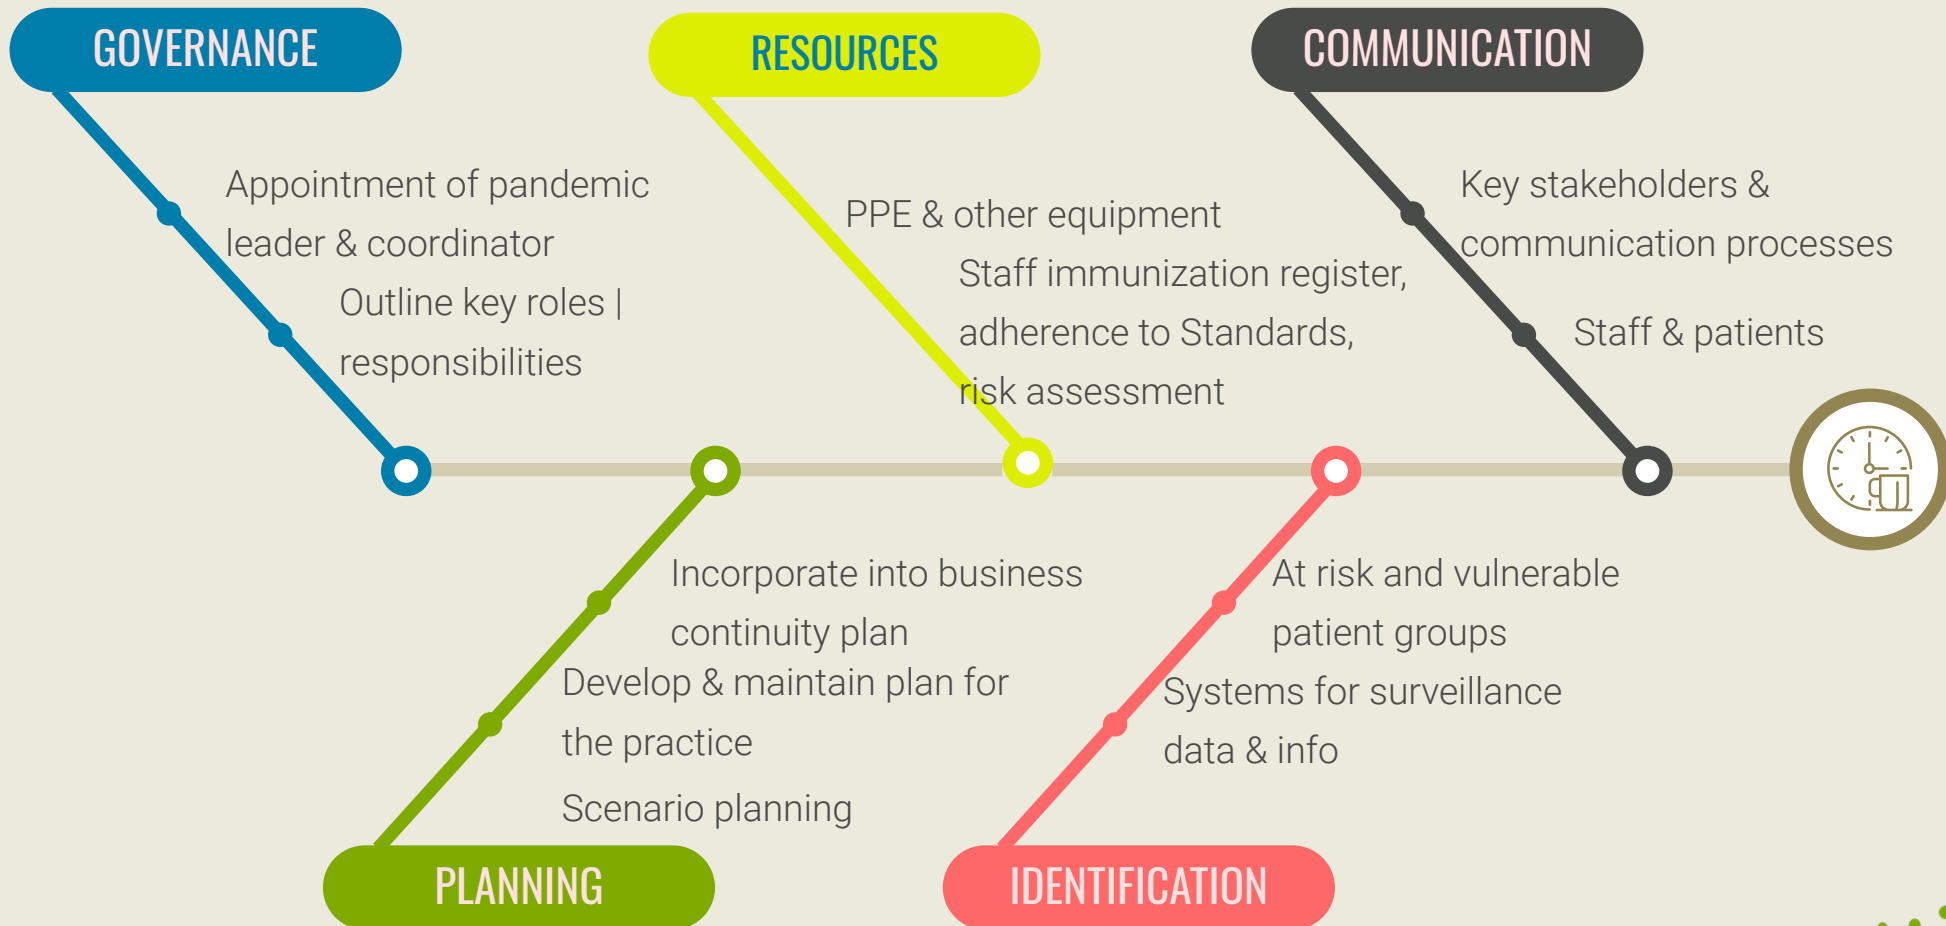 GOVERNANCE
Appointment of pandemic
leader & coordinator
Outline key roles |
responsibilities
RESOURCES
PPE & other equipment
Staff immunization register,
adherence to Standards,
risk assessment
COMMUNICATION
Key stakeholders &
communication processes
Staff & patients
Incorporate into business
continuity plan
Develop & maintain plan for
the practice
Scenario planning
PLANNING
At risk and vulnerable
patient groups
Systems for surveillance
data & info
IDENTIFICATION